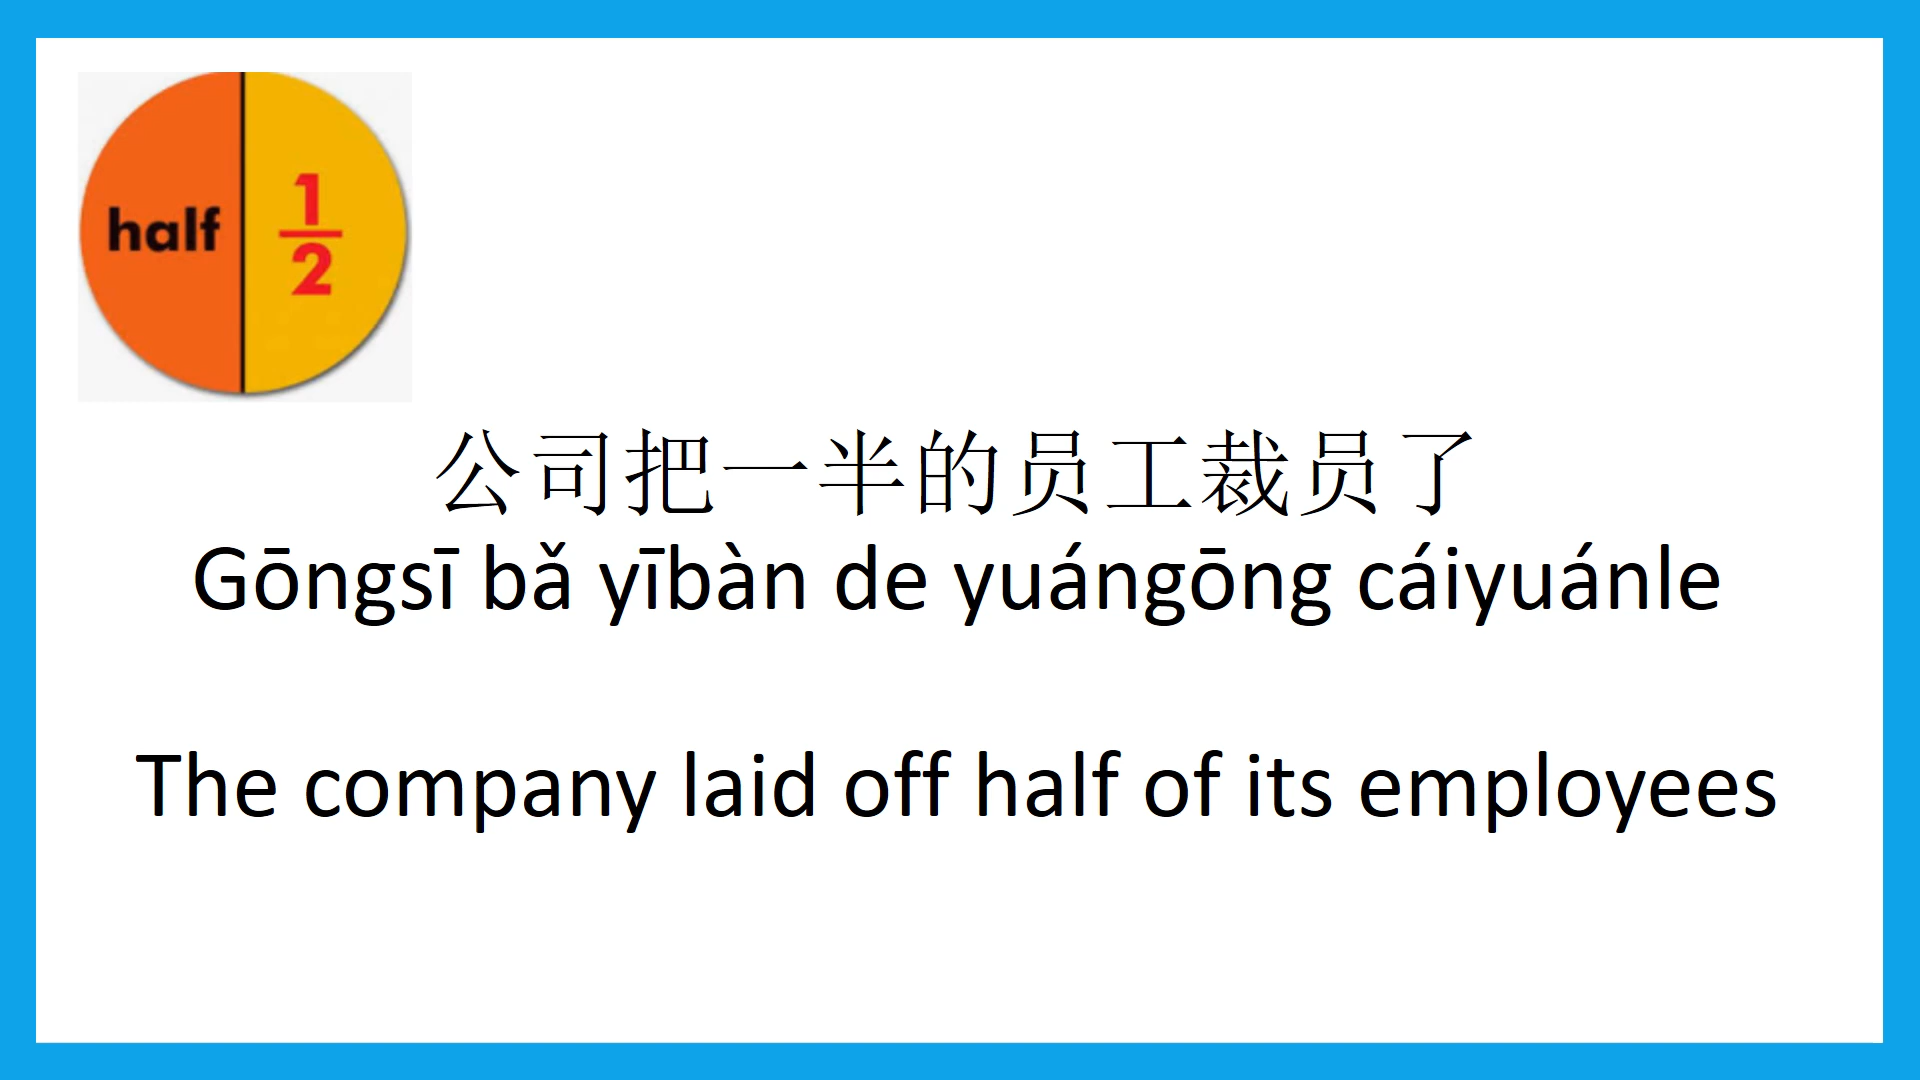 half
1
2
公司把一半的员工裁员了
Gōngsī bǎ yībàn de yuángōng cáiyuánle
The company laid off half of its employees